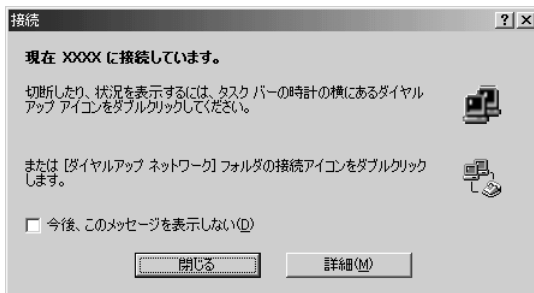 接続
現在 XXXX に接続しています。
切断したり、状況を表示するには、タスク バーの時計の横にあるダイヤル
アップ アイコンをダブルクリックしてください。
または [ダイヤルアップ ネットワーク] フォルダの接続アイコンをダブルクリック
します。
今後、このメッセージを表示しない(D)
閉じる
詳細(M)